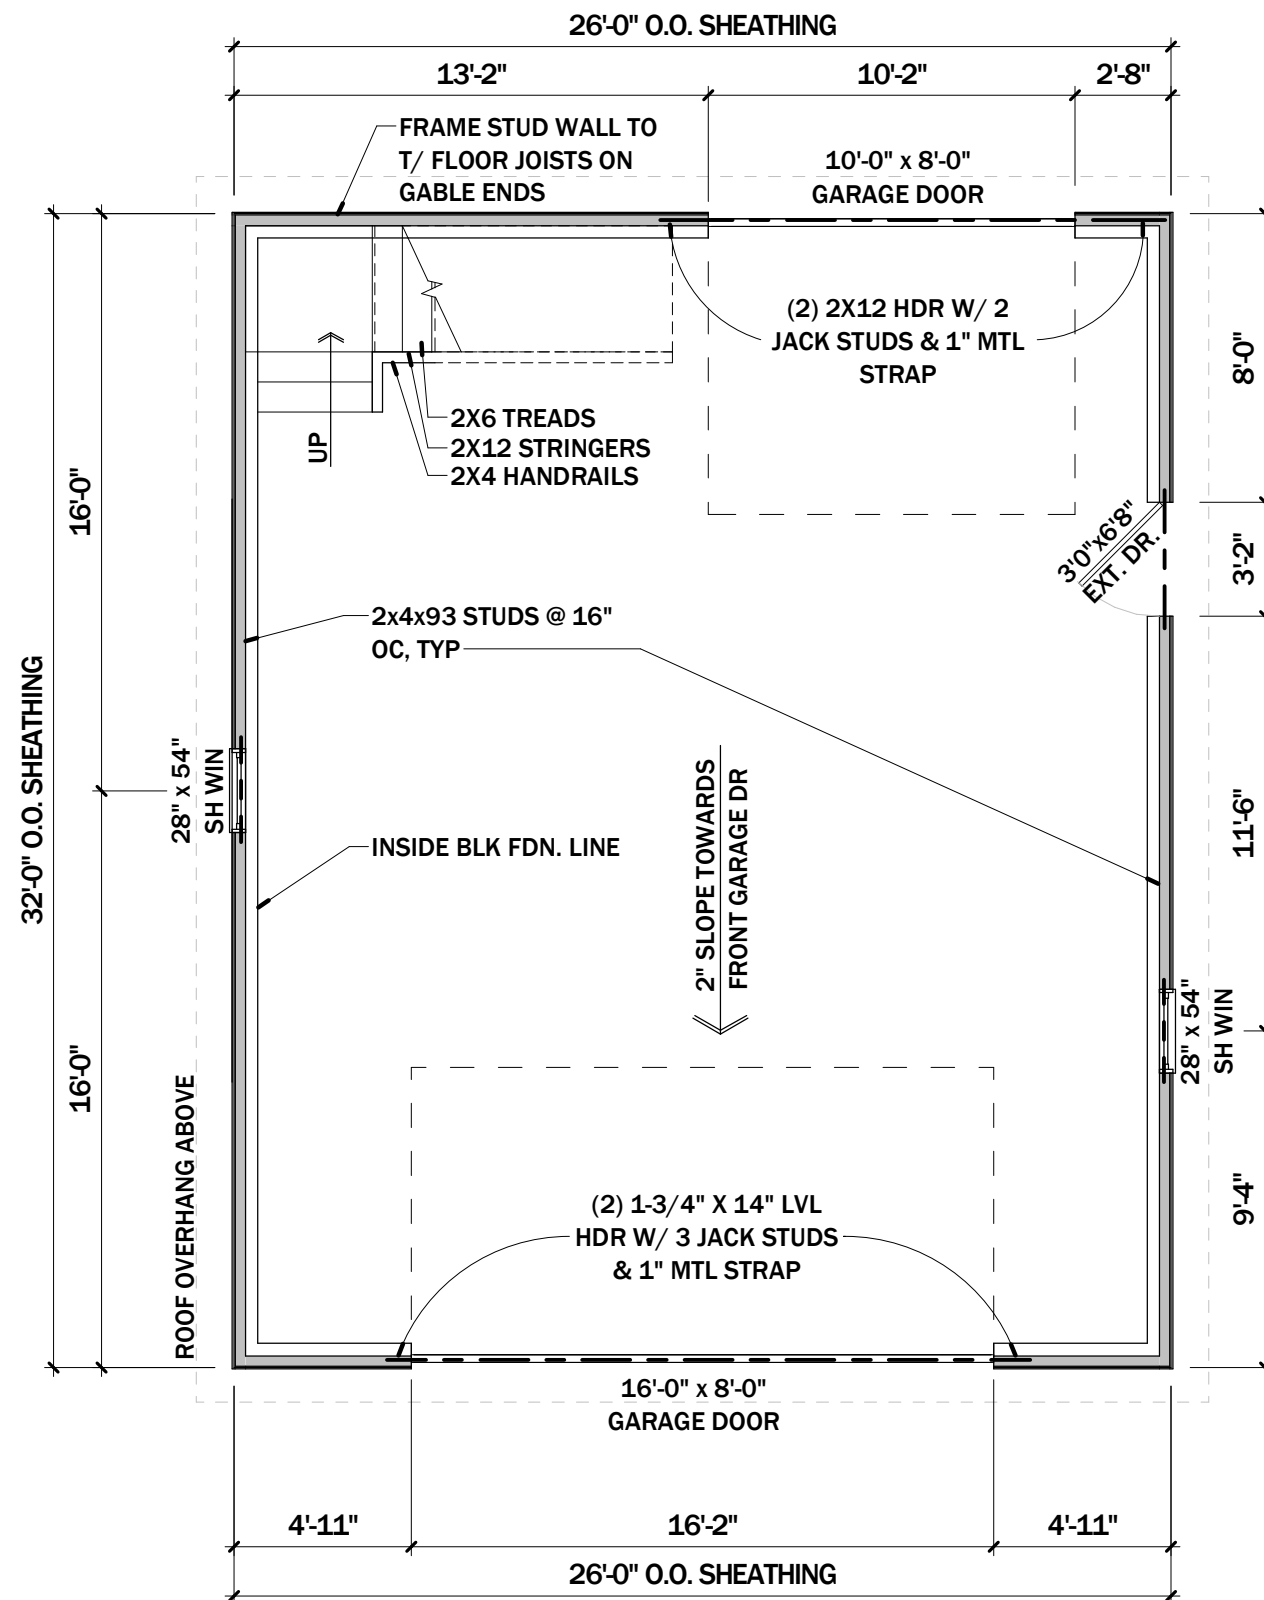 26'-0" O.O. SHEATHING
13'-2"
10'-2"
2'-8"
FRAME STUD WALL TO
T/ FLOOR JOISTS ON
GABLE ENDS
10'-0" x 8'-0"
GARAGE DOOR
(2) 2X12 HDR W/ 2
JACK STUDS & 1" MTL
STRAP
8'-0"
2X6 TREADS
2X12 STRINGERS
2X4 HANDRAILS
UP
16'-0"
3'0"x6'8"
EXT. DR.
3'-2"
2x4x93 STUDS @ 16"
OC, TYP
32'-0" O.O. SHEATHING
28" x 54"
SH WIN
INSIDE BLK FDN. LINE
2" SLOPE TOWARDS
FRONT GARAGE DR
11'-6"
28" x 54"
SH WIN
16'-0"
ROOF OVERHANG ABOVE
(2) 1-3/4" X 14" LVL
HDR W/ 3 JACK STUDS
& 1" MTL STRAP
9'-4"
16'-0" x 8'-0"
GARAGE DOOR
4'-11"
16'-2"
4'-11"
26'-0" O.O. SHEATHING